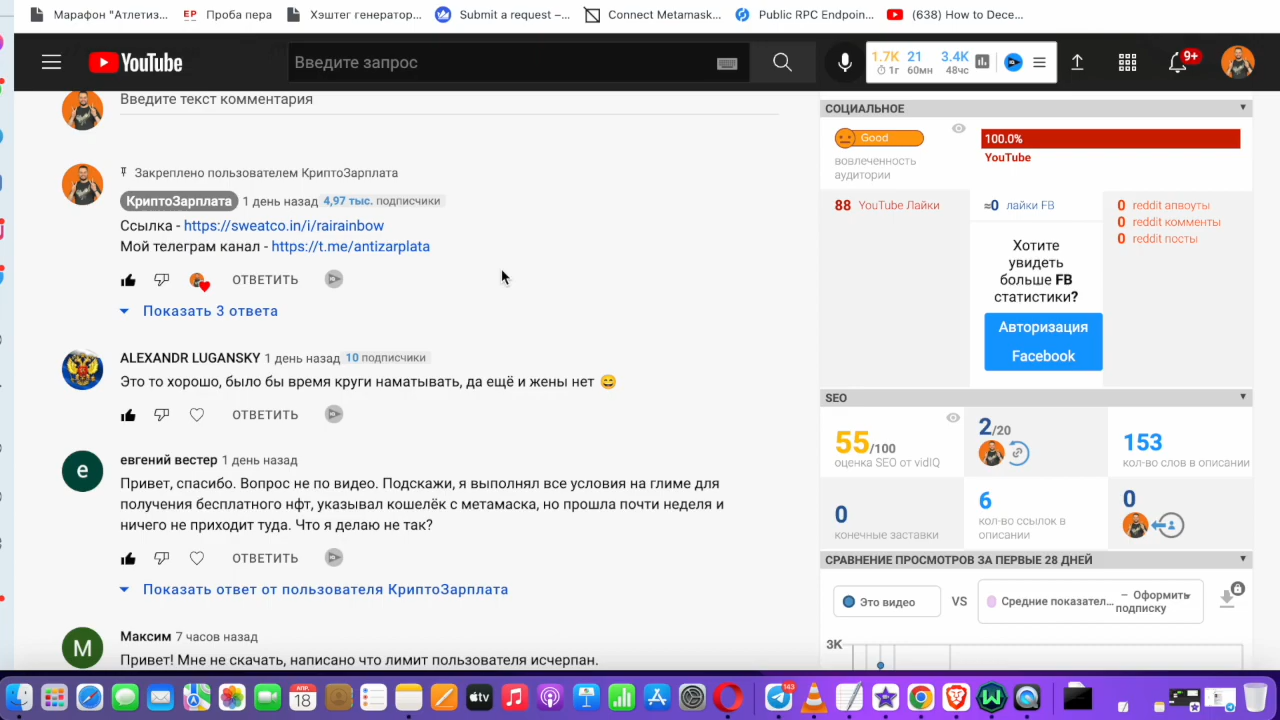 Марафон "Атлетиз...
EP Проба пера
Хэштег генератор...
Submit a request –...
Connect Metamask...
Public RPC Endpoin...
(638) How to Dece...
YouTube
Введите запрос
1.7K 21 3.4K
1г 60мн 48чс
9+
Введите текст комментария
Закреплено пользователем КриптоЗарплата
КриптоЗарплата 1 день назад 4,97 тыс. подписчики
Ссылка - https://sweatco.in/i/rairainbow
Мой телеграм канал - https://t.me/antizarplata
ОТВЕТИТЬ
Показать 3 ответа
ALEXANDR LUGANSKY 1 день назад 10 подписчики
Это то хорошо, было бы время круги наматывать, да ещё и жены нет 😄
ОТВЕТИТЬ
е
евгений вестер 1 день назад
Привет, спасибо. Вопрос не по видео. Подскажи, я выполнял все условия на глиме для
получения бесплатного нфт, указывал кошелёк с метамаска, но прошла почти неделя и
ничего не приходит туда. Что я делаю не так?
ОТВЕТИТЬ
Показать ответ от пользователя КриптоЗарплата
М
Максим 7 часов назад
Привет! Мне не скачать, написано что лимит пользователя исчерпан.
СОЦИАЛЬНОЕ
Good
вовлеченность
аудитории
100.0%
YouTube
88 YouTube Лайки
≈0 лайки FB
Хотите
увидеть
больше FB
статистики?
Авторизация
Facebook
0 reddit апвоуты
0 reddit комменты
0 reddit посты
SEO
55/100
оценка SEO от vidIQ
2/20
153
кол-во слов в описании
0
конечные заставки
6
кол-во ссылок в
описании
0
СРАВНЕНИЕ ПРОСМОТРОВ ЗА ПЕРВЫЕ 28 ДНЕЙ
Это видео
VS
Средние показател...
– Оформить
подписку
3K
АПР.
18
tv
143